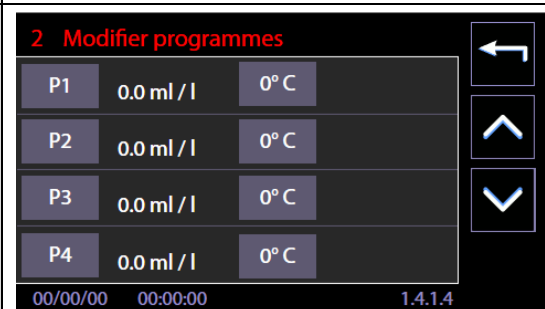 2 Modifier programmes
P1 0.0 ml / l 0° C
P2 0.0 ml / l 0° C
P3 0.0 ml / l 0° C
P4 0.0 ml / l 0° C
00/00/00 00:00:00 1.4.1.4